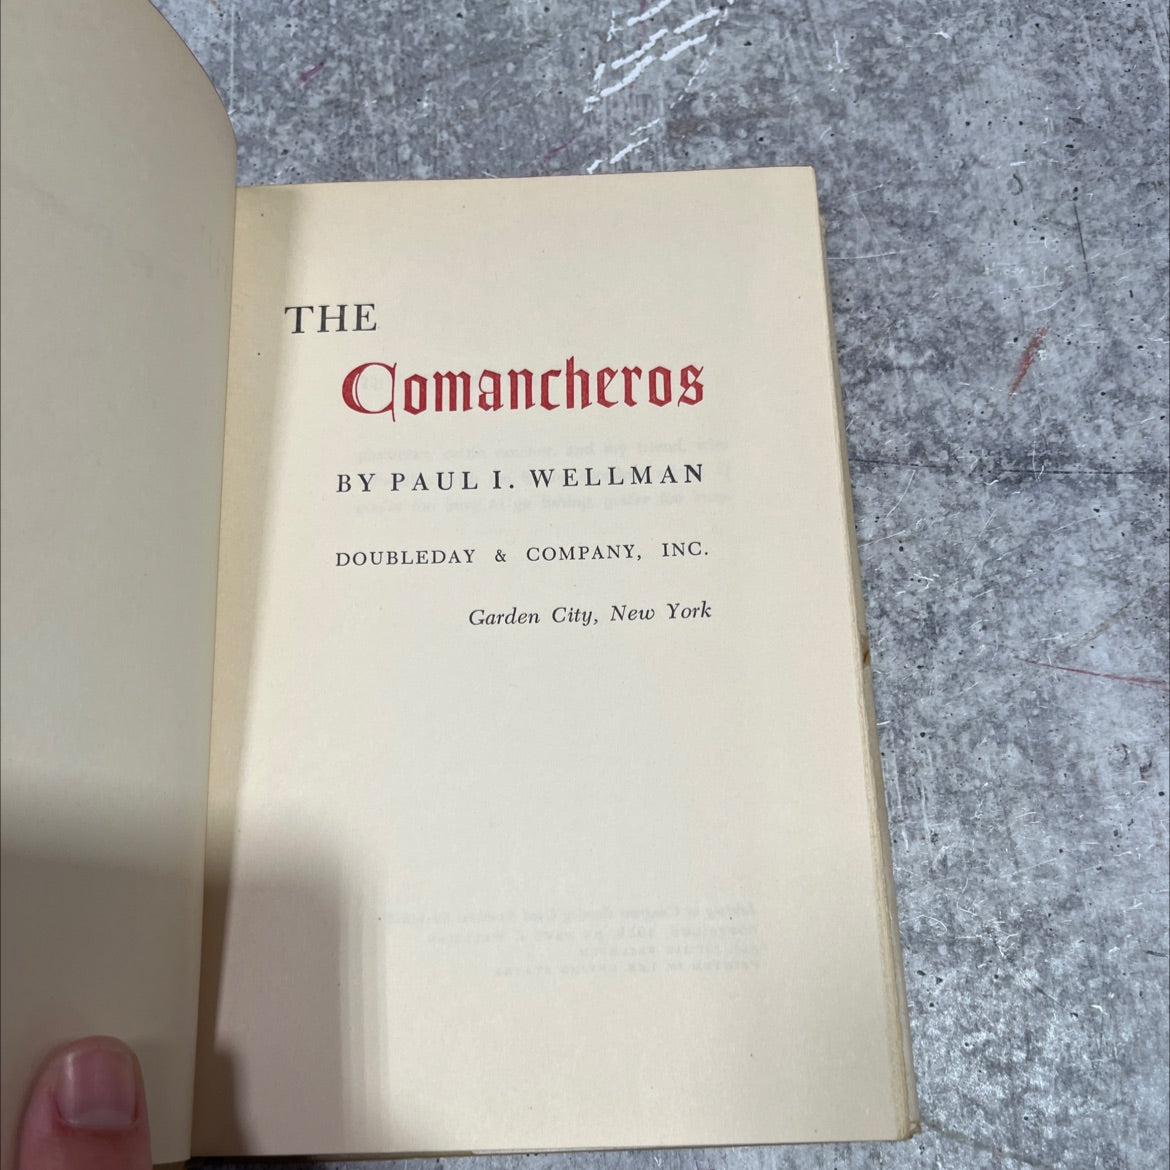 THE
Comancheros
BY PAUL I. WELLMAN
DOUBLEDAY & COMPANY, INC.
Garden City, New York